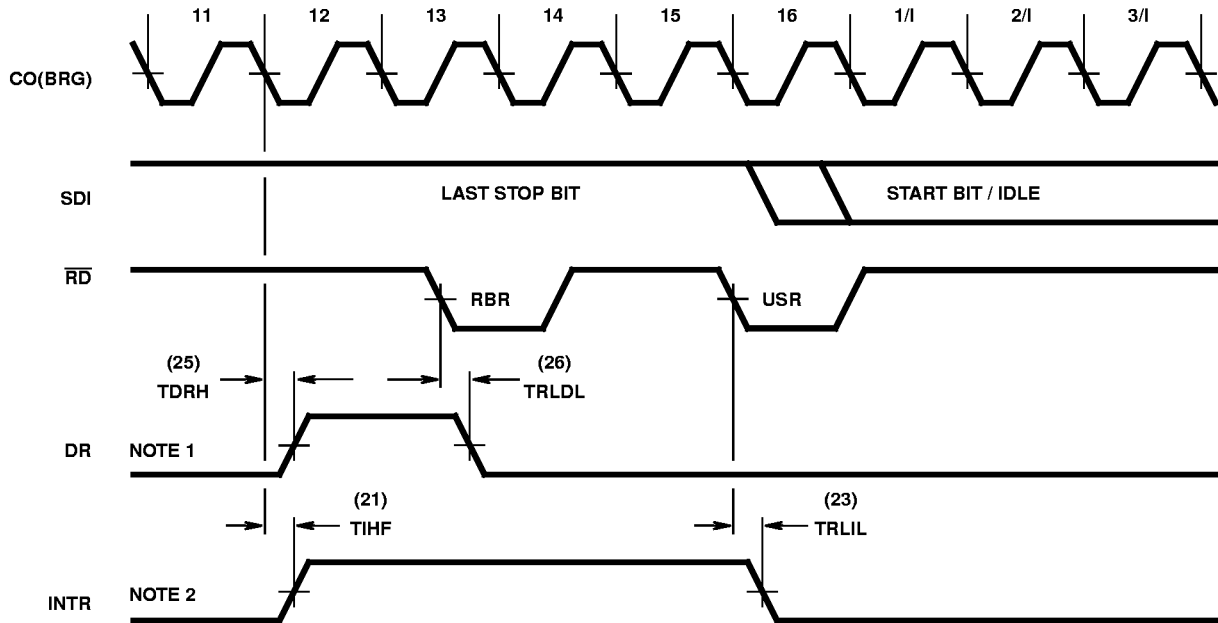 11 12 13 14 15 16 1/I 2/I 3/I
CO(BRG)
SDI LAST STOP BIT START BIT / IDLE
RD RBR USR
(25) (26)
TDRH TRLDL
DR NOTE 1
(21) (23)
TIHF TRLIL
INTR NOTE 2